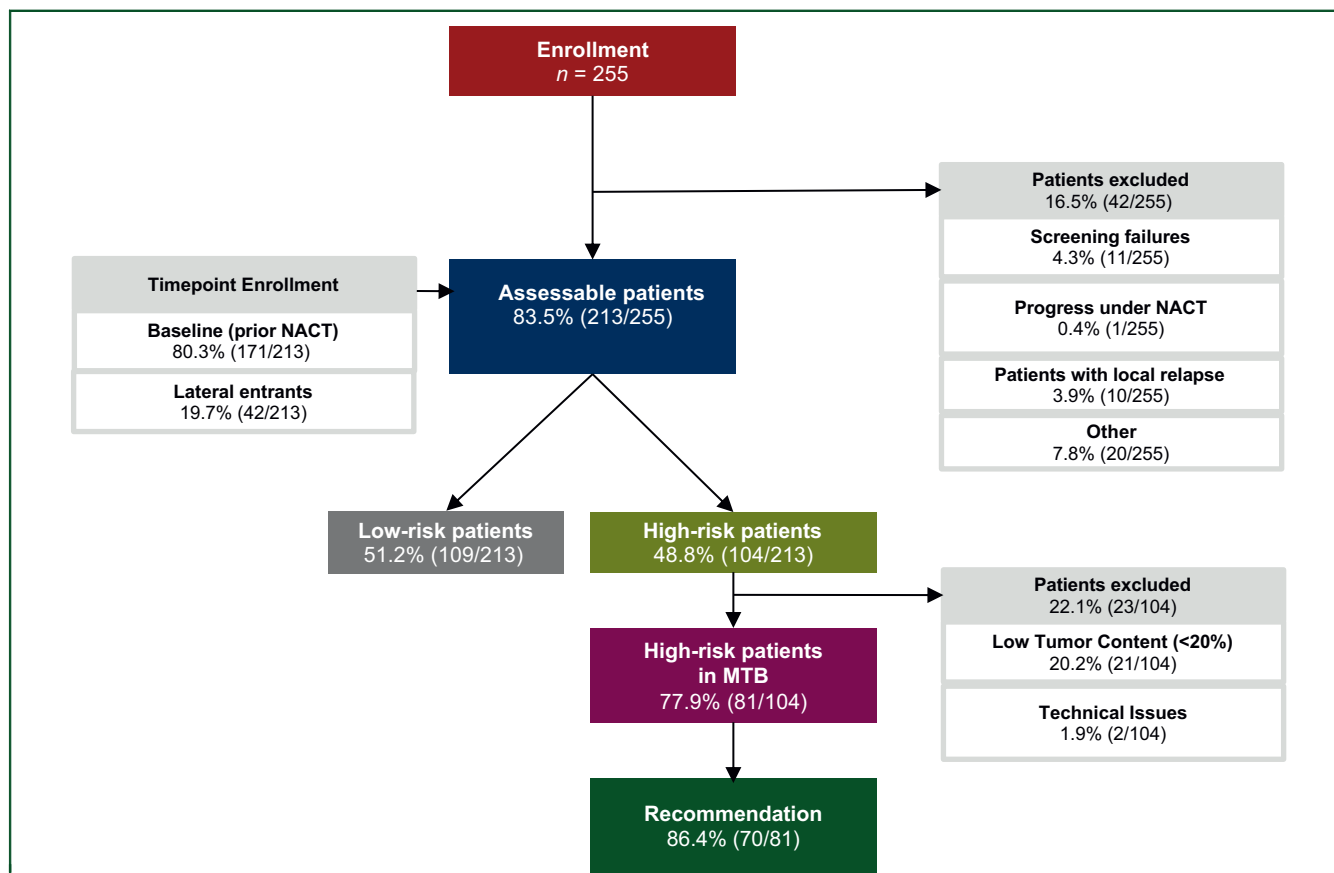 Enrollment
n = 255
Patients excluded
16.5% (42/255)
Screening failures
4.3% (11/255)
Progress under NACT
0.4% (1/255)
Patients with local relapse
3.9% (10/255)
Other
7.8% (20/255)
Timepoint Enrollment
Baseline (prior NACT)
80.3% (171/213)
Lateral entrants
19.7% (42/213)
Assessable patients
83.5% (213/255)
Low-risk patients
51.2% (109/213)
High-risk patients
48.8% (104/213)
Patients excluded
22.1% (23/104)
Low Tumor Content (<20%)
20.2% (21/104)
Technical Issues
1.9% (2/104)
High-risk patients
in MTB
77.9% (81/104)
Recommendation
86.4% (70/81)